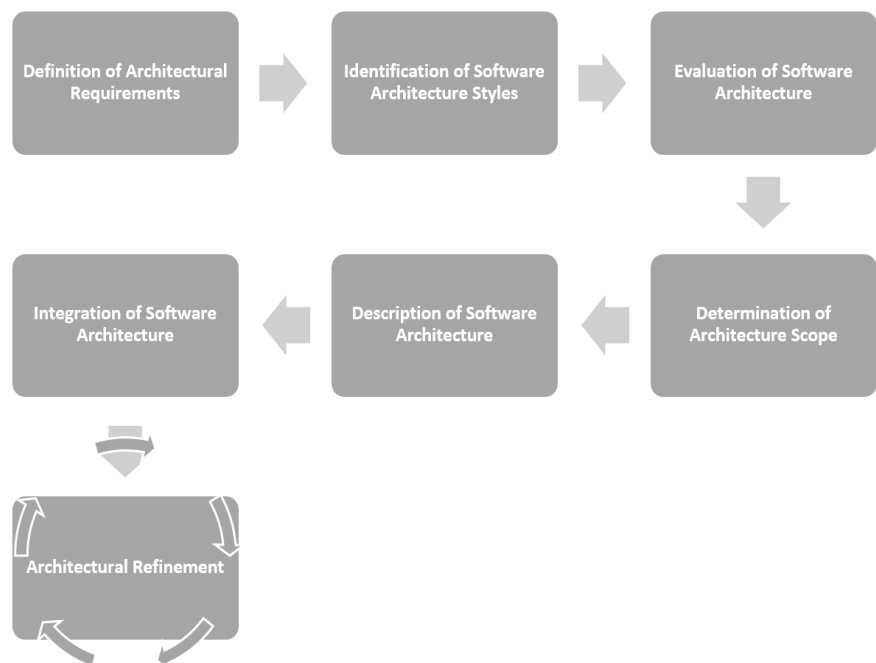 Definition of Architectural
Requirements
Identification of Software
Architecture Styles
Evaluation of Software
Architecture
Determination of
Architecture Scope
Description of Software
Architecture
Integration of Software
Architecture
Architectural Refinement